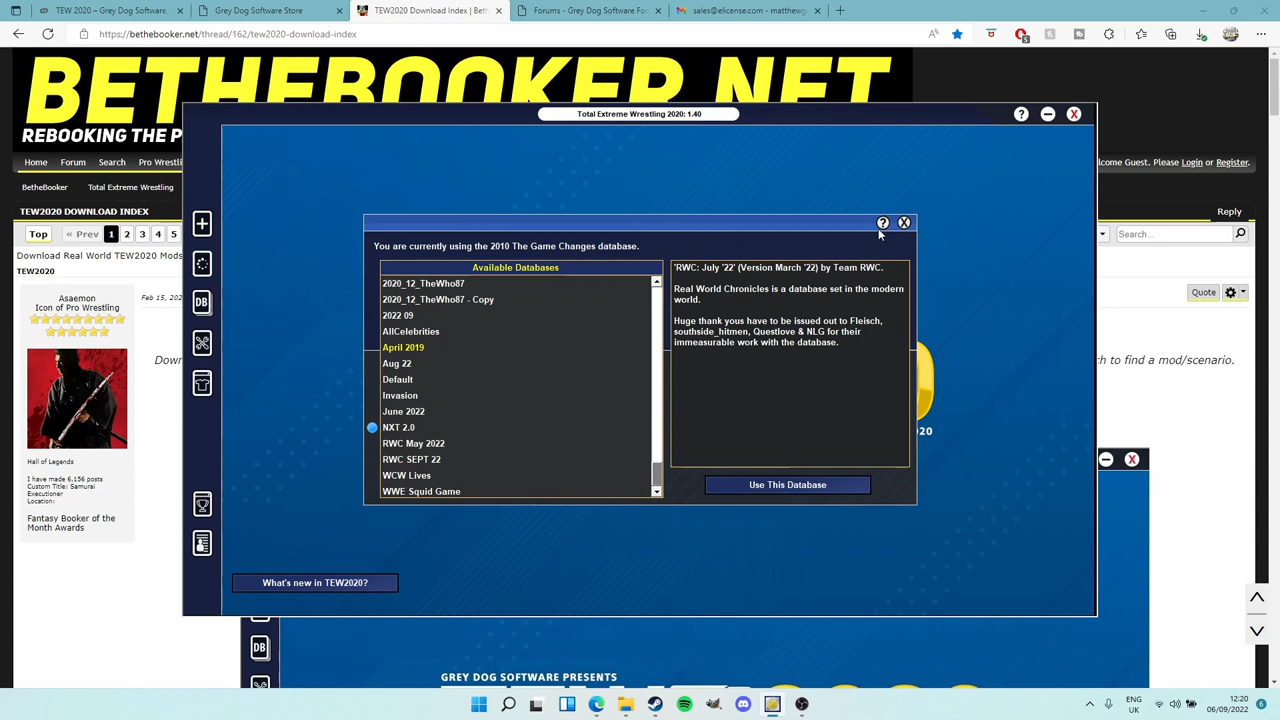 TEW 2020 – Grey Dog Software
Grey Dog Software Store
TEW2020 Download Index | Beth
Forums - Grey Dog Software For
sales@elicense.com - matthewg
https://bethebooker.net/thread/162/tew2020-download-index
BETHEBOOKER.NET
REBOOKING THE P
Total Extreme Wrestling 2020: 1.40
Home Forum Search Pro Wrestli
lcome Guest. Please Login or Register.
BetheBooker Total Extreme Wrestling
TEW2020 DOWNLOAD INDEX
Reply
Top « Prev 1 2 3 4 5
Search...
Download Real World TEW2020 Mods
TEW2020
Asaemon
Icon of Pro Wrestling
Feb 15, 202
Quote
Down
ch to find a mod/scenario.
Hall of Legends
I have made 6,156 posts
Custom Title: Samurai
Executioner
Location:
Fantasy Booker of the
Month Awards
DB
You are currently using the 2010 The Game Changes database.
Available Databases
2020_12_TheWho87
2020_12_TheWho87 - Copy
2022 09
AllCelebrities
April 2019
Aug 22
Default
Invasion
June 2022
NXT 2.0
RWC May 2022
RWC SEPT 22
WCW Lives
WWE Squid Game
'RWC: July '22' (Version March '22) by Team RWC.
Real World Chronicles is a database set in the modern
world.
Huge thank yous have to be issued out to Fleisch,
southside_hitmen, Questlove & NLG for their
immeasurable work with the database.
Use This Database
020
What's new in TEW2020?
DB
GREY DOG SOFTWARE PRESENTS
ENG
UK
12:20
06/09/2022